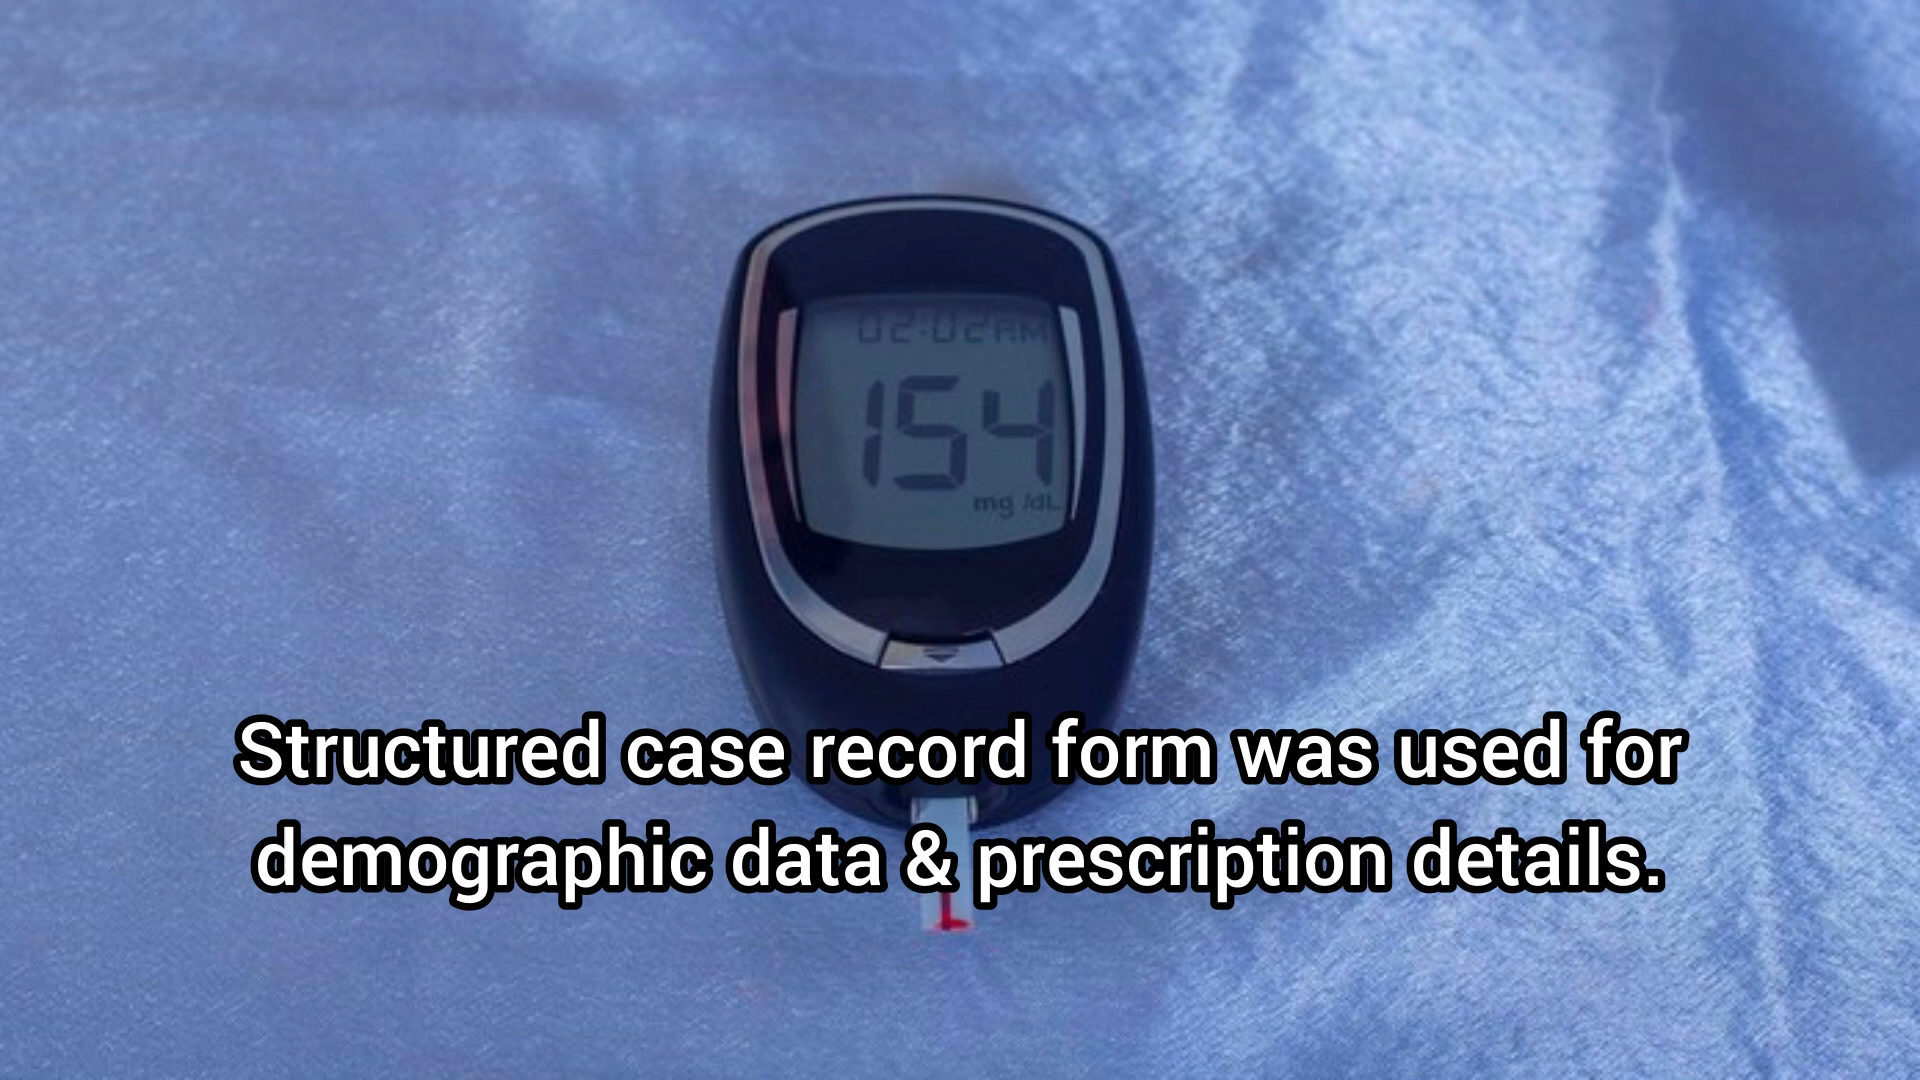 02:02AM
154
mg/dL
Structured case record form was used for
demographic data & prescription details.